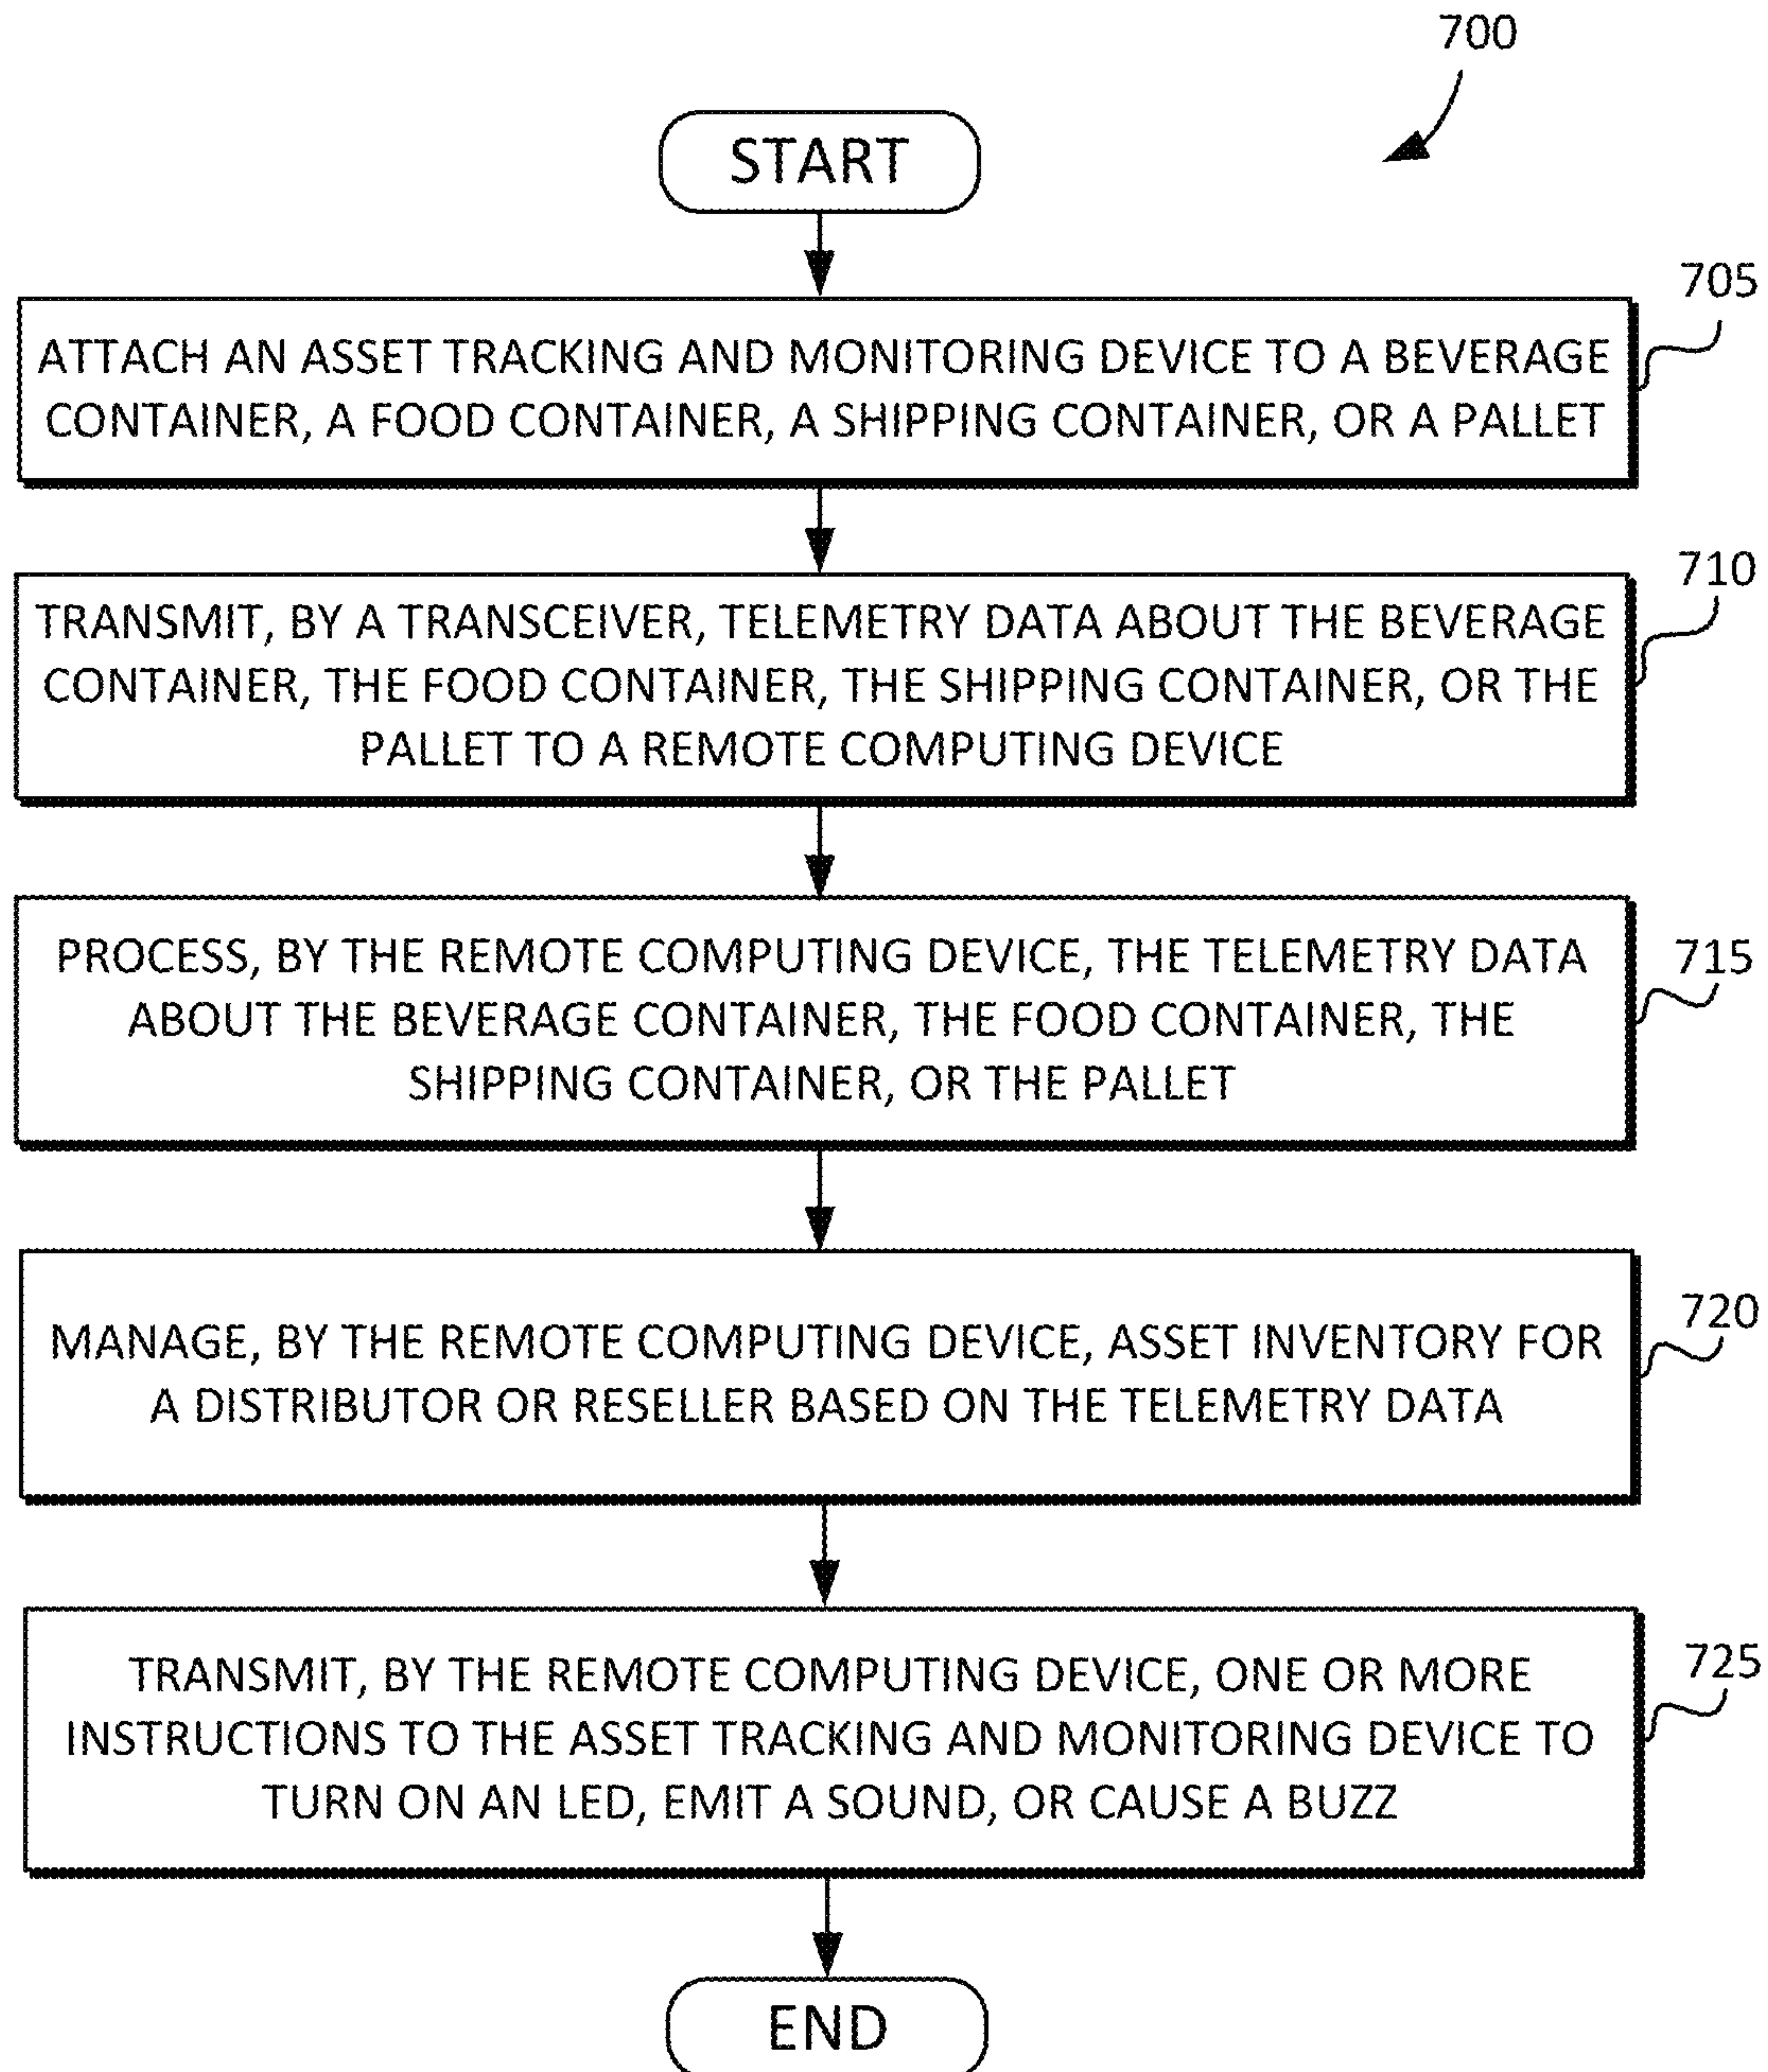 700
START
705
ATTACH AN ASSET TRACKING AND MONITORING DEVICE TO A BEVERAGE
CONTAINER, A FOOD CONTAINER, A SHIPPING CONTAINER, OR A PALLET
710
TRANSMIT, BY A TRANSCEIVER, TELEMETRY DATA ABOUT THE BEVERAGE
CONTAINER, THE FOOD CONTAINER, THE SHIPPING CONTAINER, OR THE
PALLET TO A REMOTE COMPUTING DEVICE
715
PROCESS, BY THE REMOTE COMPUTING DEVICE, THE TELEMETRY DATA
ABOUT THE BEVERAGE CONTAINER, THE FOOD CONTAINER, THE
SHIPPING CONTAINER, OR THE PALLET
720
MANAGE, BY THE REMOTE COMPUTING DEVICE, ASSET INVENTORY FOR
A DISTRIBUTOR OR RESELLER BASED ON THE TELEMETRY DATA
725
TRANSMIT, BY THE REMOTE COMPUTING DEVICE, ONE OR MORE
INSTRUCTIONS TO THE ASSET TRACKING AND MONITORING DEVICE TO
TURN ON AN LED, EMIT A SOUND, OR CAUSE A BUZZ
END